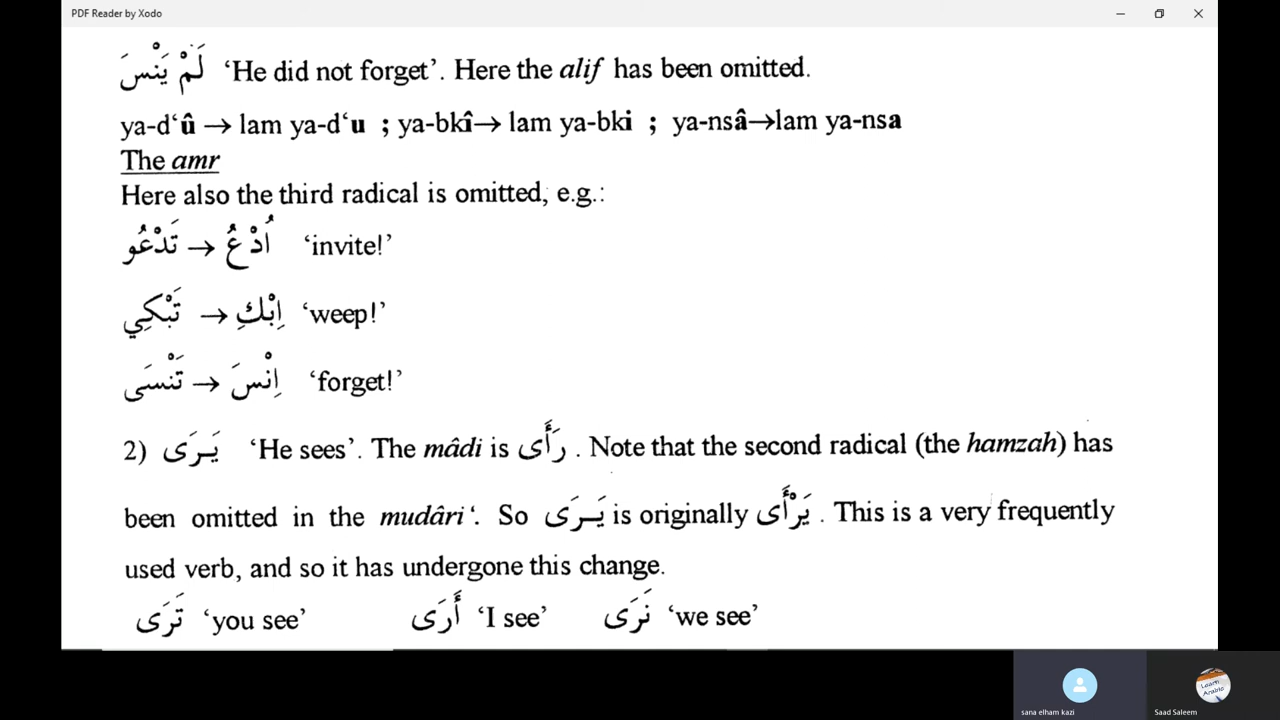 PDF Reader by Xodo
لَمْ يَنْسَ ‘He did not forget’. Here the alif has been omitted.
ya-d‘û → lam ya-d‘u ; ya-bkî→ lam ya-bki ; ya-nsâ→lam ya-nsa
The amr
Here also the third radical is omitted, e.g.:
تَدْعُو → اُدْعُ ‘invite!’
تَبْكِي → اِبْكِ ‘weep!’
تَنْسَى → اِنْسَ ‘forget!’
2) يَـرَى ‘He sees’. The mâdi is رَأَى . Note that the second radical (the hamzah) has
been omitted in the mudâri‘. So يَـرَى is originally يَرْأَى . This is a very frequently
used verb, and so it has undergone this change.
تَرَى ‘you see’ أَرَى ‘I see’ نَرَى ‘we see’
sana elham kazi
Learn Arabic
Saad Saleem